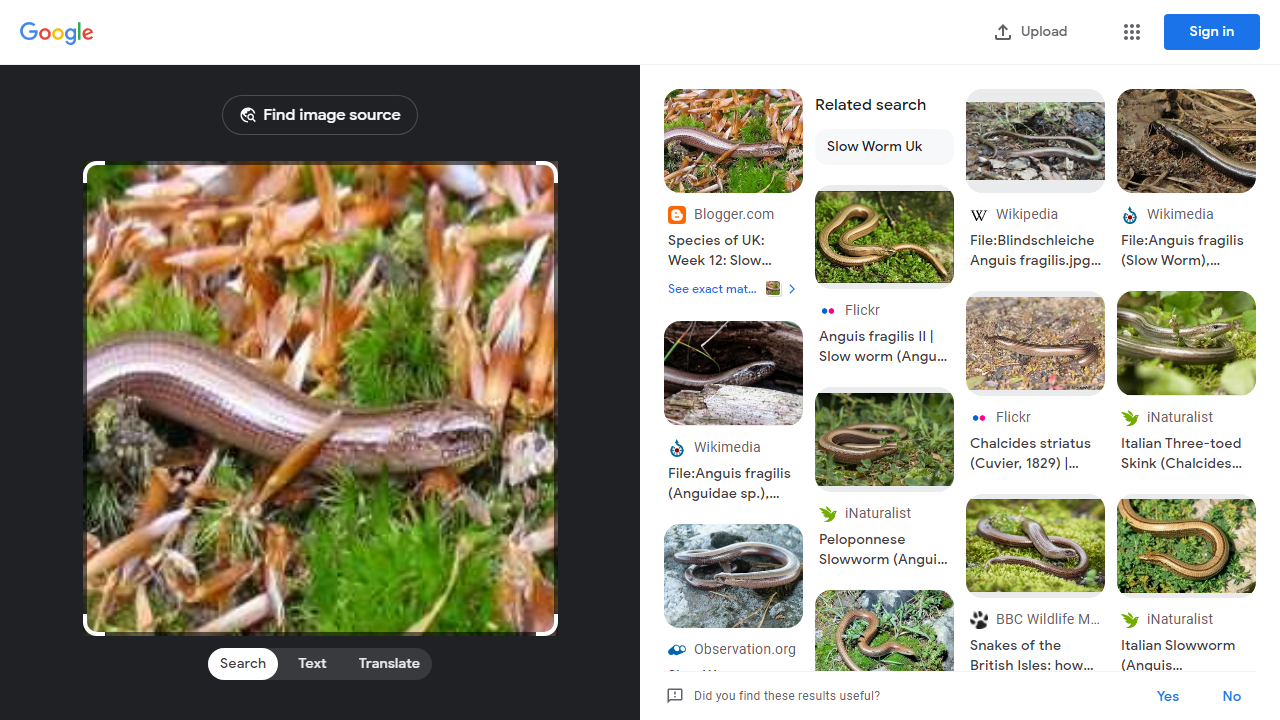 Google
Upload
Sign in
Find image source
Search
Text
Translate
Blogger.com
Species of UK:
Week 12: Slow...
See exact mat...
Wikimedia
File:Anguis fragilis
(Anguidae sp.),...
Observation.org
Related search
Slow Worm Uk
Flickr
Anguis fragilis II |
Slow worm (Angu...
iNaturalist
Peloponnese
Slowworm (Angui...
W Wikipedia
File:Blindschleiche
Anguis fragilis.jpg...
Flickr
Chalcides striatus
(Cuvier, 1829) |...
BBC Wildlife M...
Snakes of the
British Isles: how...
Wikimedia
File:Anguis fragilis
(Slow Worm),...
iNaturalist
Italian Three-toed
Skink (Chalcides...
iNaturalist
Italian Slowworm
(Anguis...
Did you find these results useful?
Yes
No